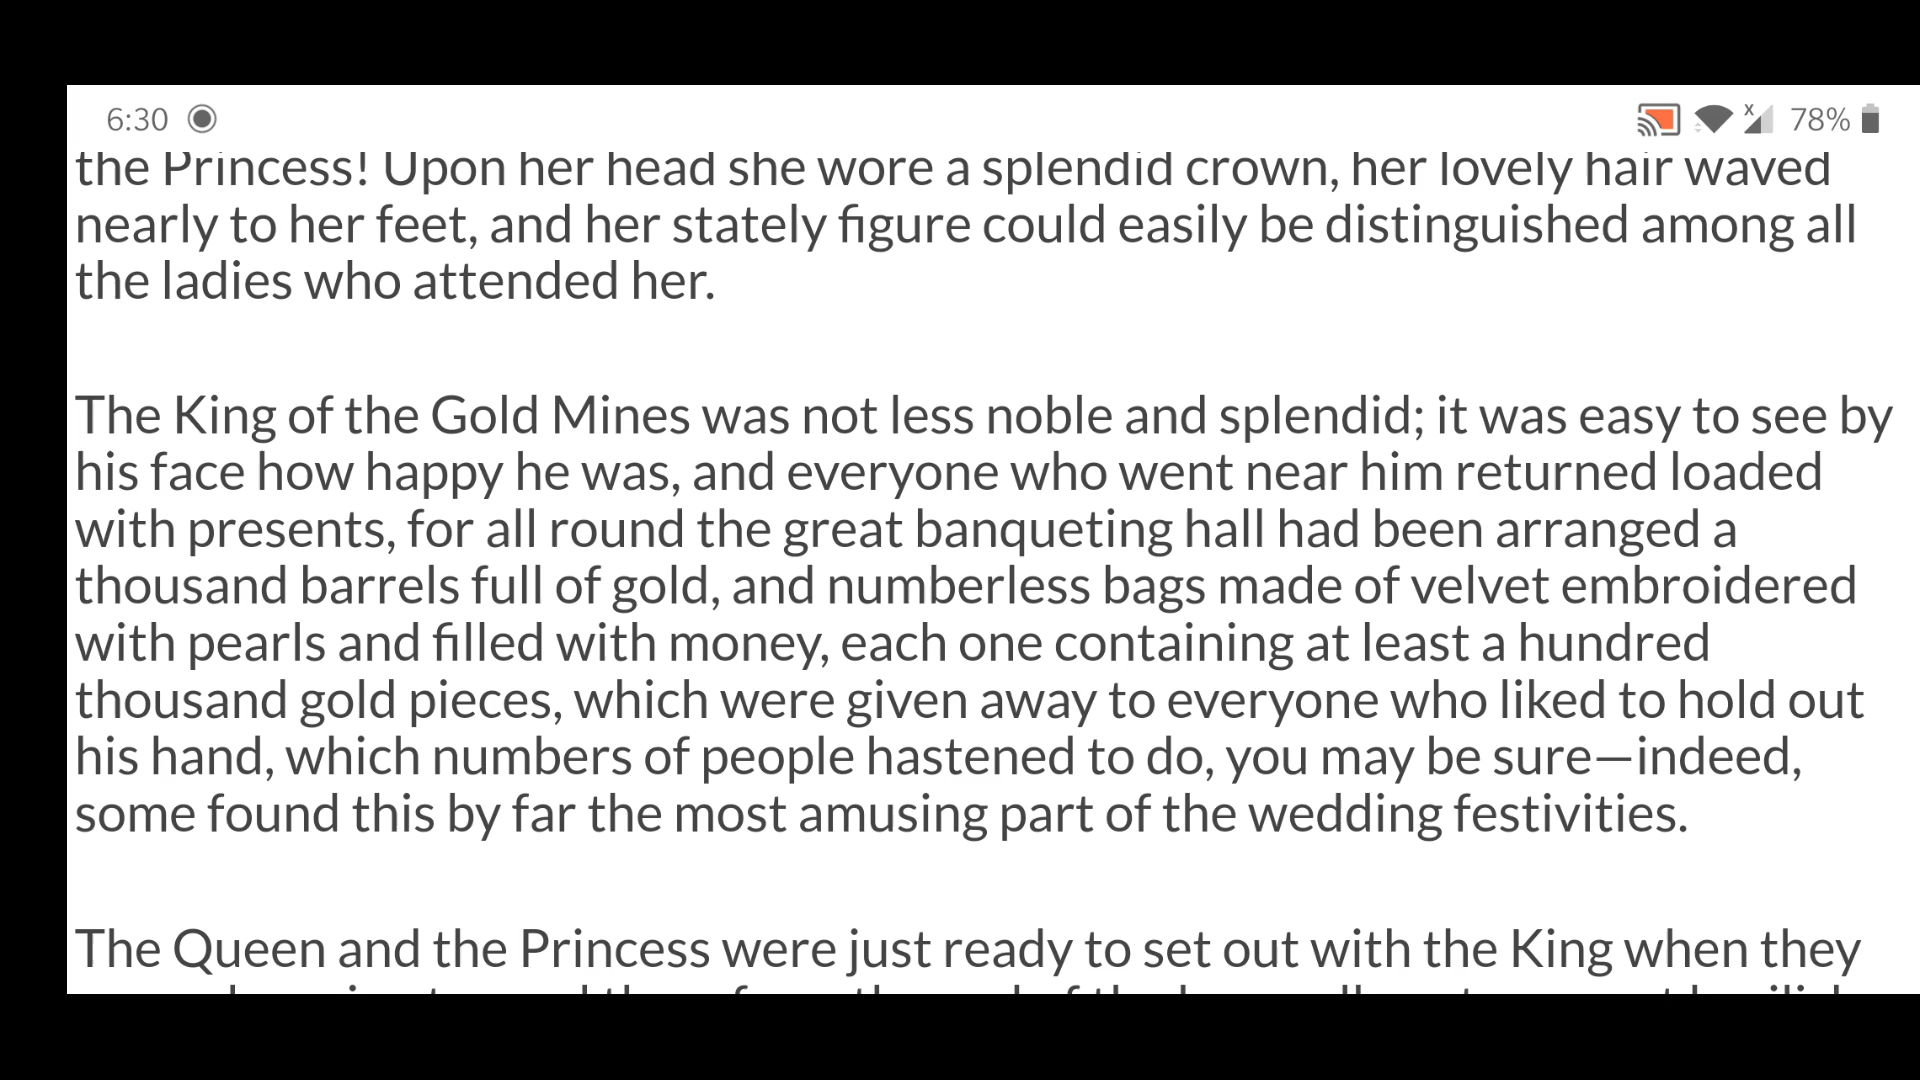 6:30
x 78%
the Princess! Upon her head she wore a splendid crown, her lovely hair waved
nearly to her feet, and her stately figure could easily be distinguished among all
the ladies who attended her.
The King of the Gold Mines was not less noble and splendid; it was easy to see by
his face how happy he was, and everyone who went near him returned loaded
with presents, for all round the great banqueting hall had been arranged a
thousand barrels full of gold, and numberless bags made of velvet embroidered
with pearls and filled with money, each one containing at least a hundred
thousand gold pieces, which were given away to everyone who liked to hold out
his hand, which numbers of people hastened to do, you may be sure—indeed,
some found this by far the most amusing part of the wedding festivities.
The Queen and the Princess were just ready to set out with the King when they